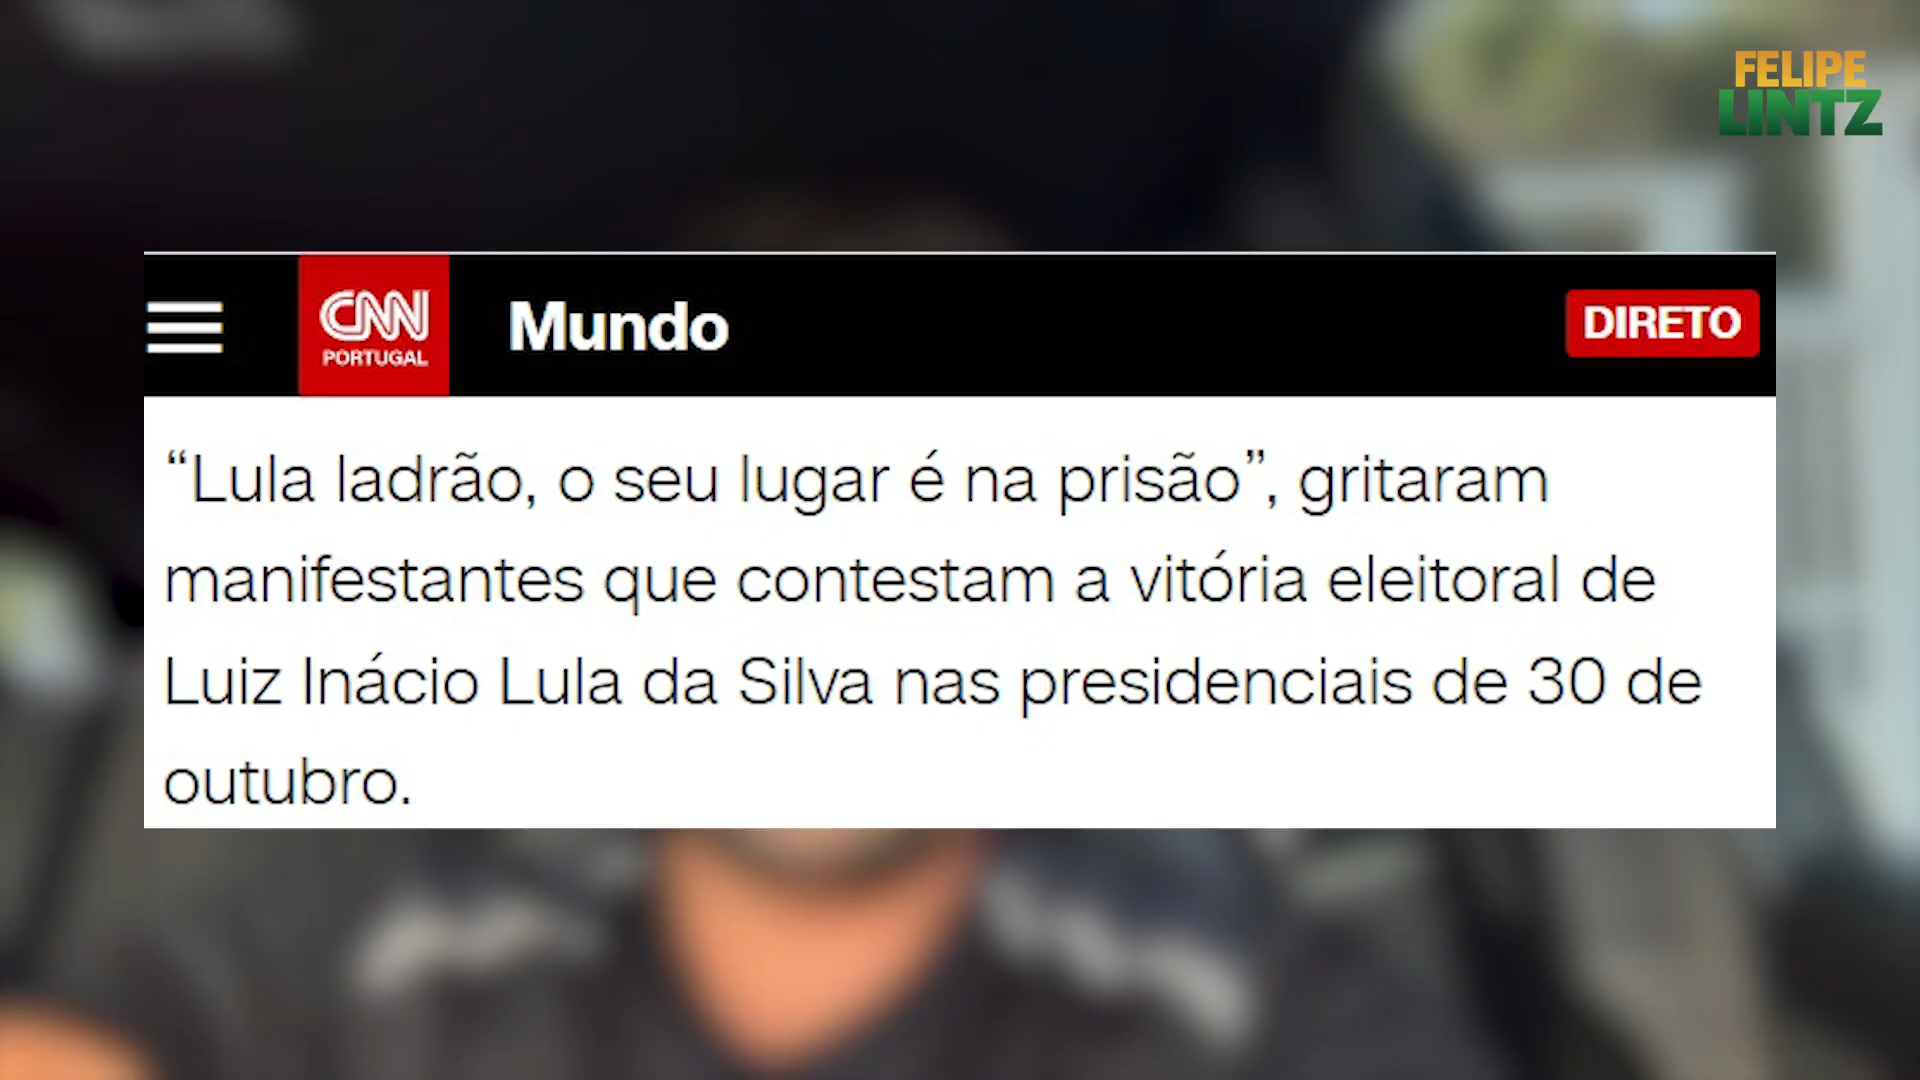 FELIPE
LINTZ
CNN
PORTUGAL
Mundo
DIRETO
“Lula ladrão, o seu lugar é na prisão”, gritaram
manifestantes que contestam a vitória eleitoral de
Luiz Inácio Lula da Silva nas presidenciais de 30 de
outubro.